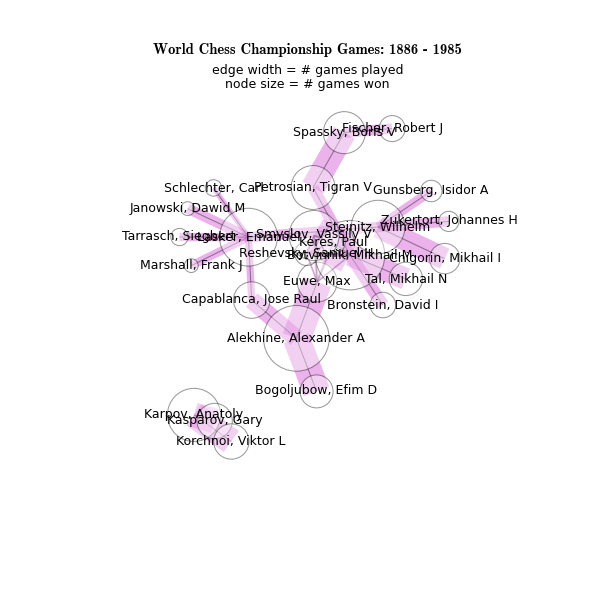 World Chess Championship Games: 1886 - 1985
edge width = # games played
node size = # games won
Fischer, Robert J
Spassky, Boris V
Schlechter, Carl
Petrosian, Tigran V
Gunsberg, Isidor A
Janowski, Dawid M
Zukertort, Johannes H
Steinitz, Wilhelm
Tarrasch, Siegbert
Lasker, Emanuel
Smyslov, Vassily V
Keres, Paul
Reshevsky, Samuel H
Botvinnik, Mikhail M
Chigorin, Mikhail I
Marshall, Frank J
Euwe, Max
Tal, Mikhail N
Capablanca, Jose Raul
Bronstein, David I
Alekhine, Alexander A
Bogoljubow, Efim D
Karpov, Anatoly
Kasparov, Gary
Korchnoi, Viktor L